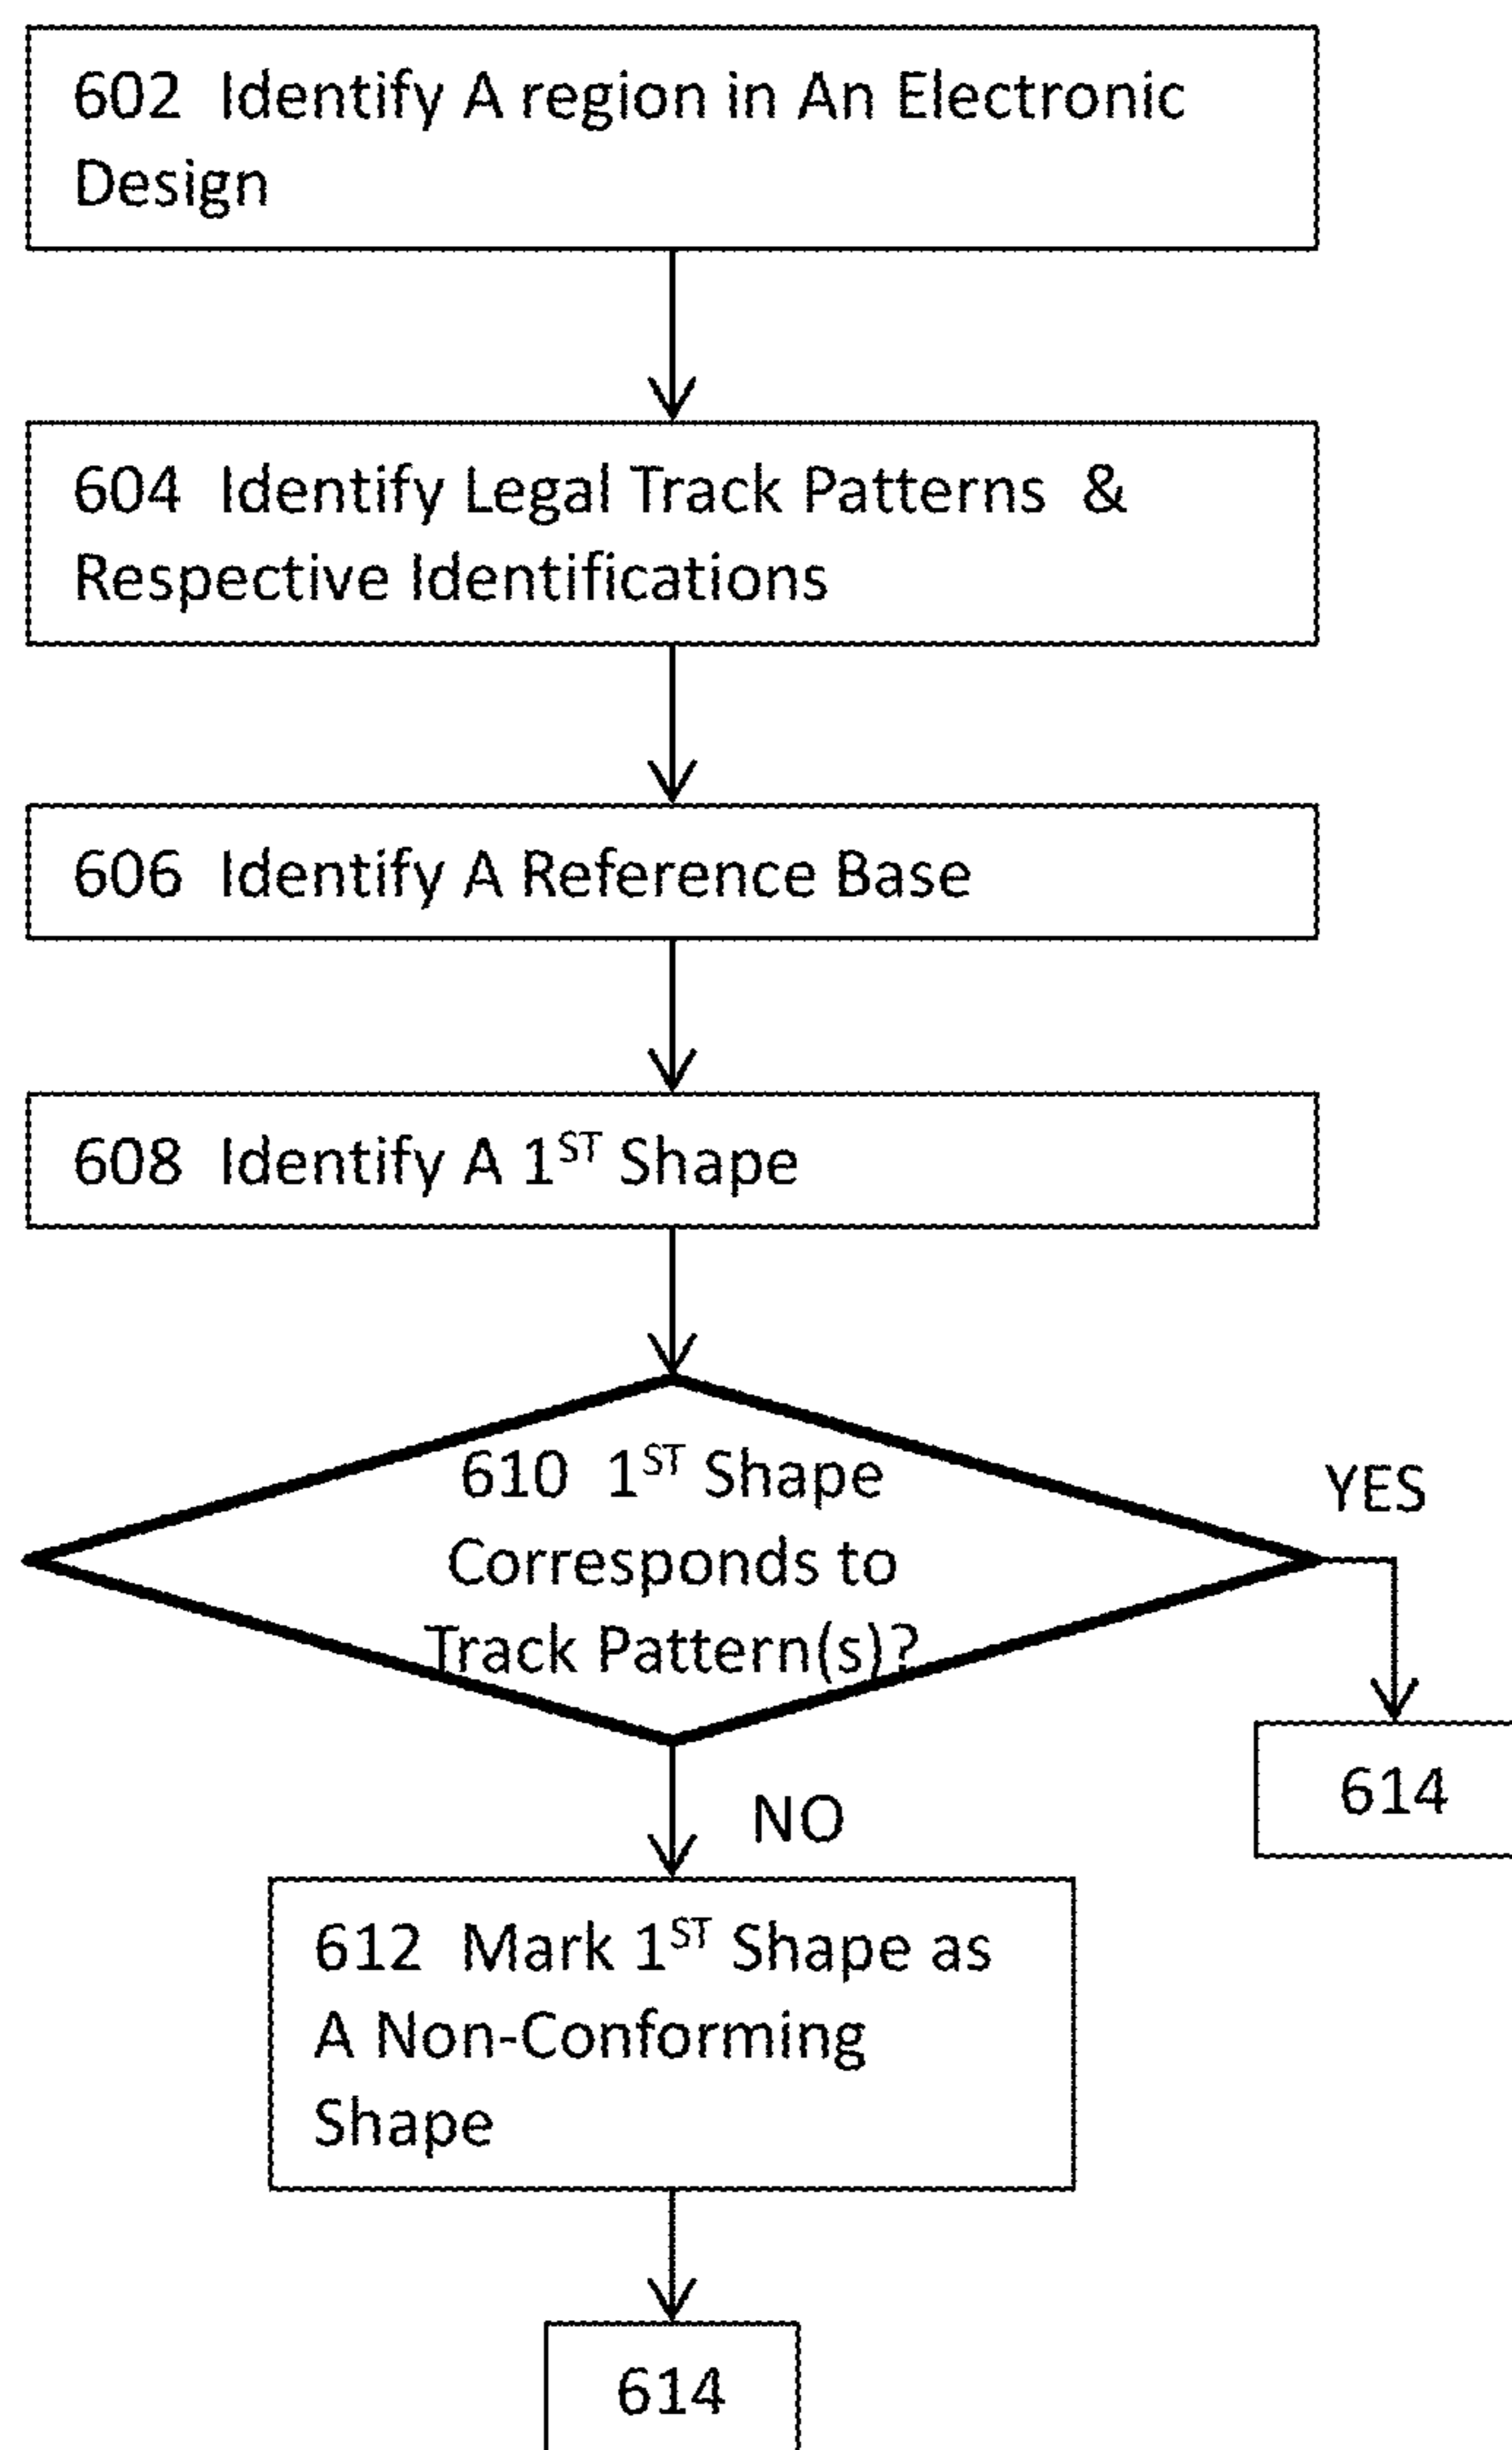 602  Identify A region in An Electronic
Design
604  Identify Legal Track Patterns  &
Respective Identifications
606  Identify A Reference Base
608  Identify A 1ST Shape
610  1ST Shape
Corresponds to
Track Pattern(s)?
YES
614
NO
612  Mark 1ST Shape as
A Non-Conforming
Shape
614